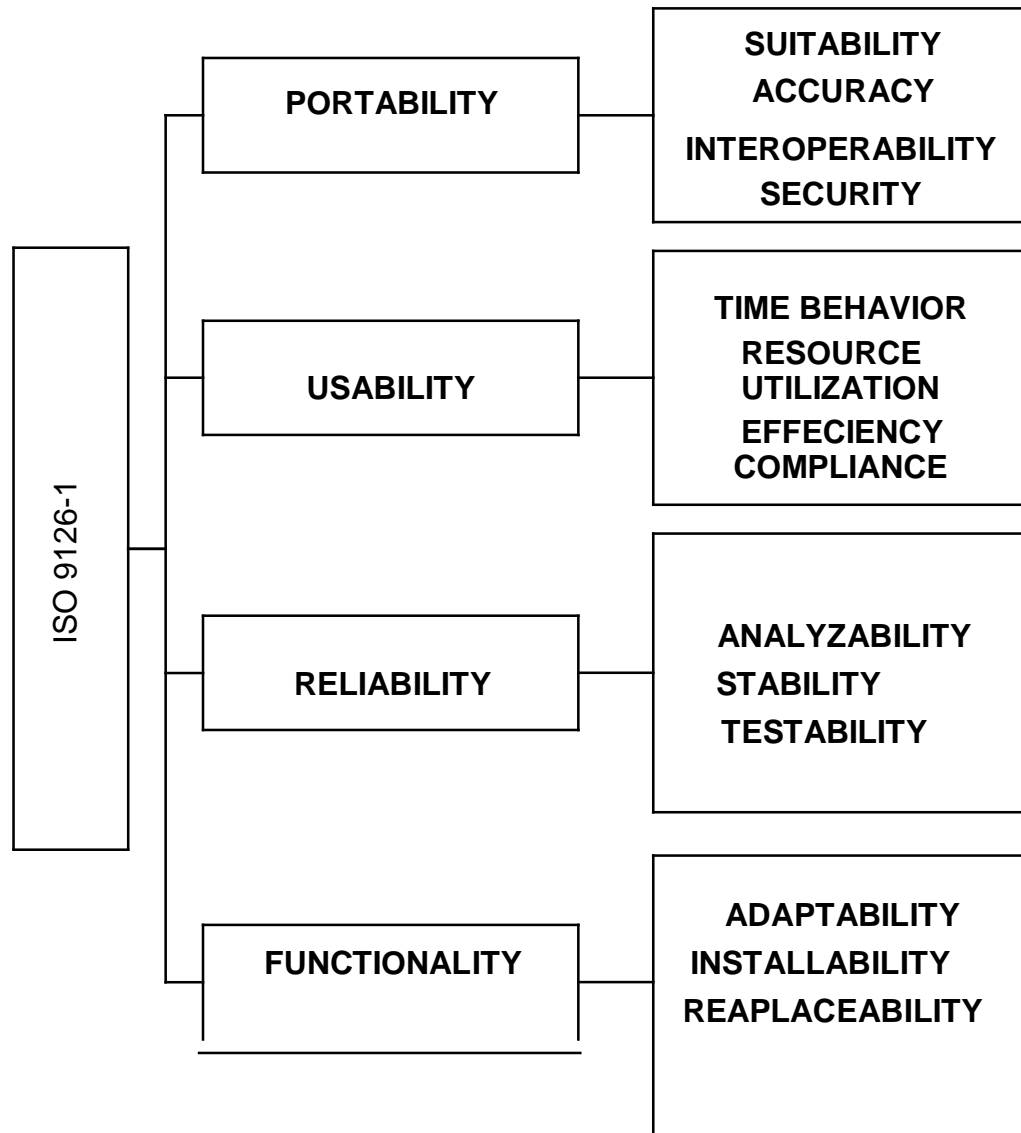 ISO 9126-1
PORTABILITY
SUITABILITY
ACCURACY
INTEROPERABILITY
SECURITY
USABILITY
TIME BEHAVIOR
RESOURCE
UTILIZATION
EFFECIENCY
COMPLIANCE
RELIABILITY
ANALYZABILITY
STABILITY
TESTABILITY
FUNCTIONALITY
ADAPTABILITY
INSTALLABILITY
REAPLACEABILITY